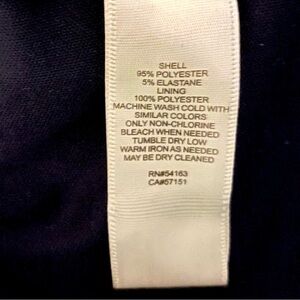 SHELL
95% POLYESTER
5% ELASTANE
LINING
100% POLYESTER
MACHINE WASH COLD WITH
SIMILAR COLORS
ONLY NON-CHLORINE
BLEACH WHEN NEEDED
TUMBLE DRY LOW
WARM IRON AS NEEDED
MAY BE DRY CLEANED
RN#54163
CA#57151